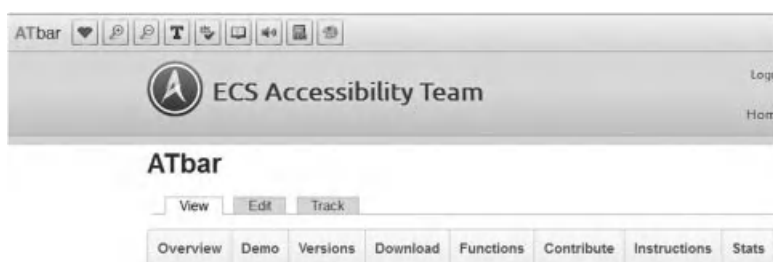 ATbar
ECS Accessibility Team
ATbar
View Edit Track
Overview Demo Versions Download Functions Contribute Instructions Stats